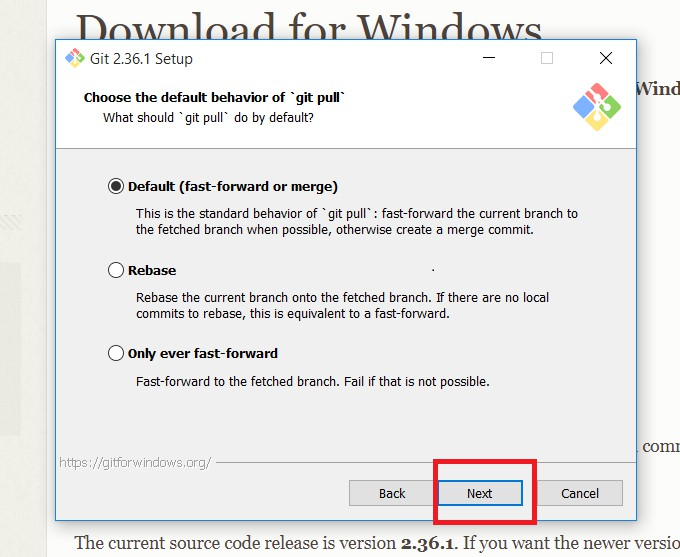 Download for Windows
Git 2.36.1 Setup
Choose the default behavior of `git pull`
What should `git pull` do by default?
Wind
Default (fast-forward or merge)
This is the standard behavior of `git pull`: fast-forward the current branch to
the fetched branch when possible, otherwise create a merge commit.
Rebase
Rebase the current branch onto the fetched branch. If there are no local
commits to rebase, this is equivalent to a fast-forward.
Only ever fast-forward
Fast-forward to the fetched branch. Fail if that is not possible.
comm
https://gitforwindows.org/
Back Next Cancel
The current source code release is version 2.36.1. If you want the newer versio